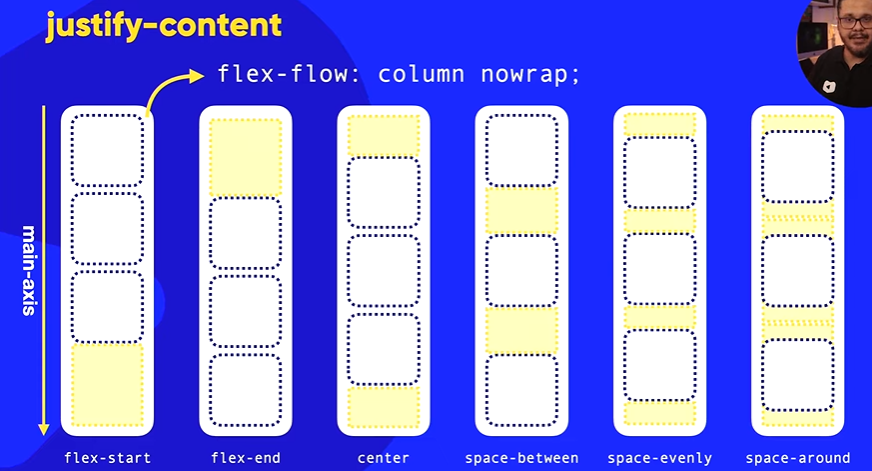 justify-content
flex-flow: column nowrap;
main-axis
flex-start
flex-end
center
space-between
space-evenly
space-around